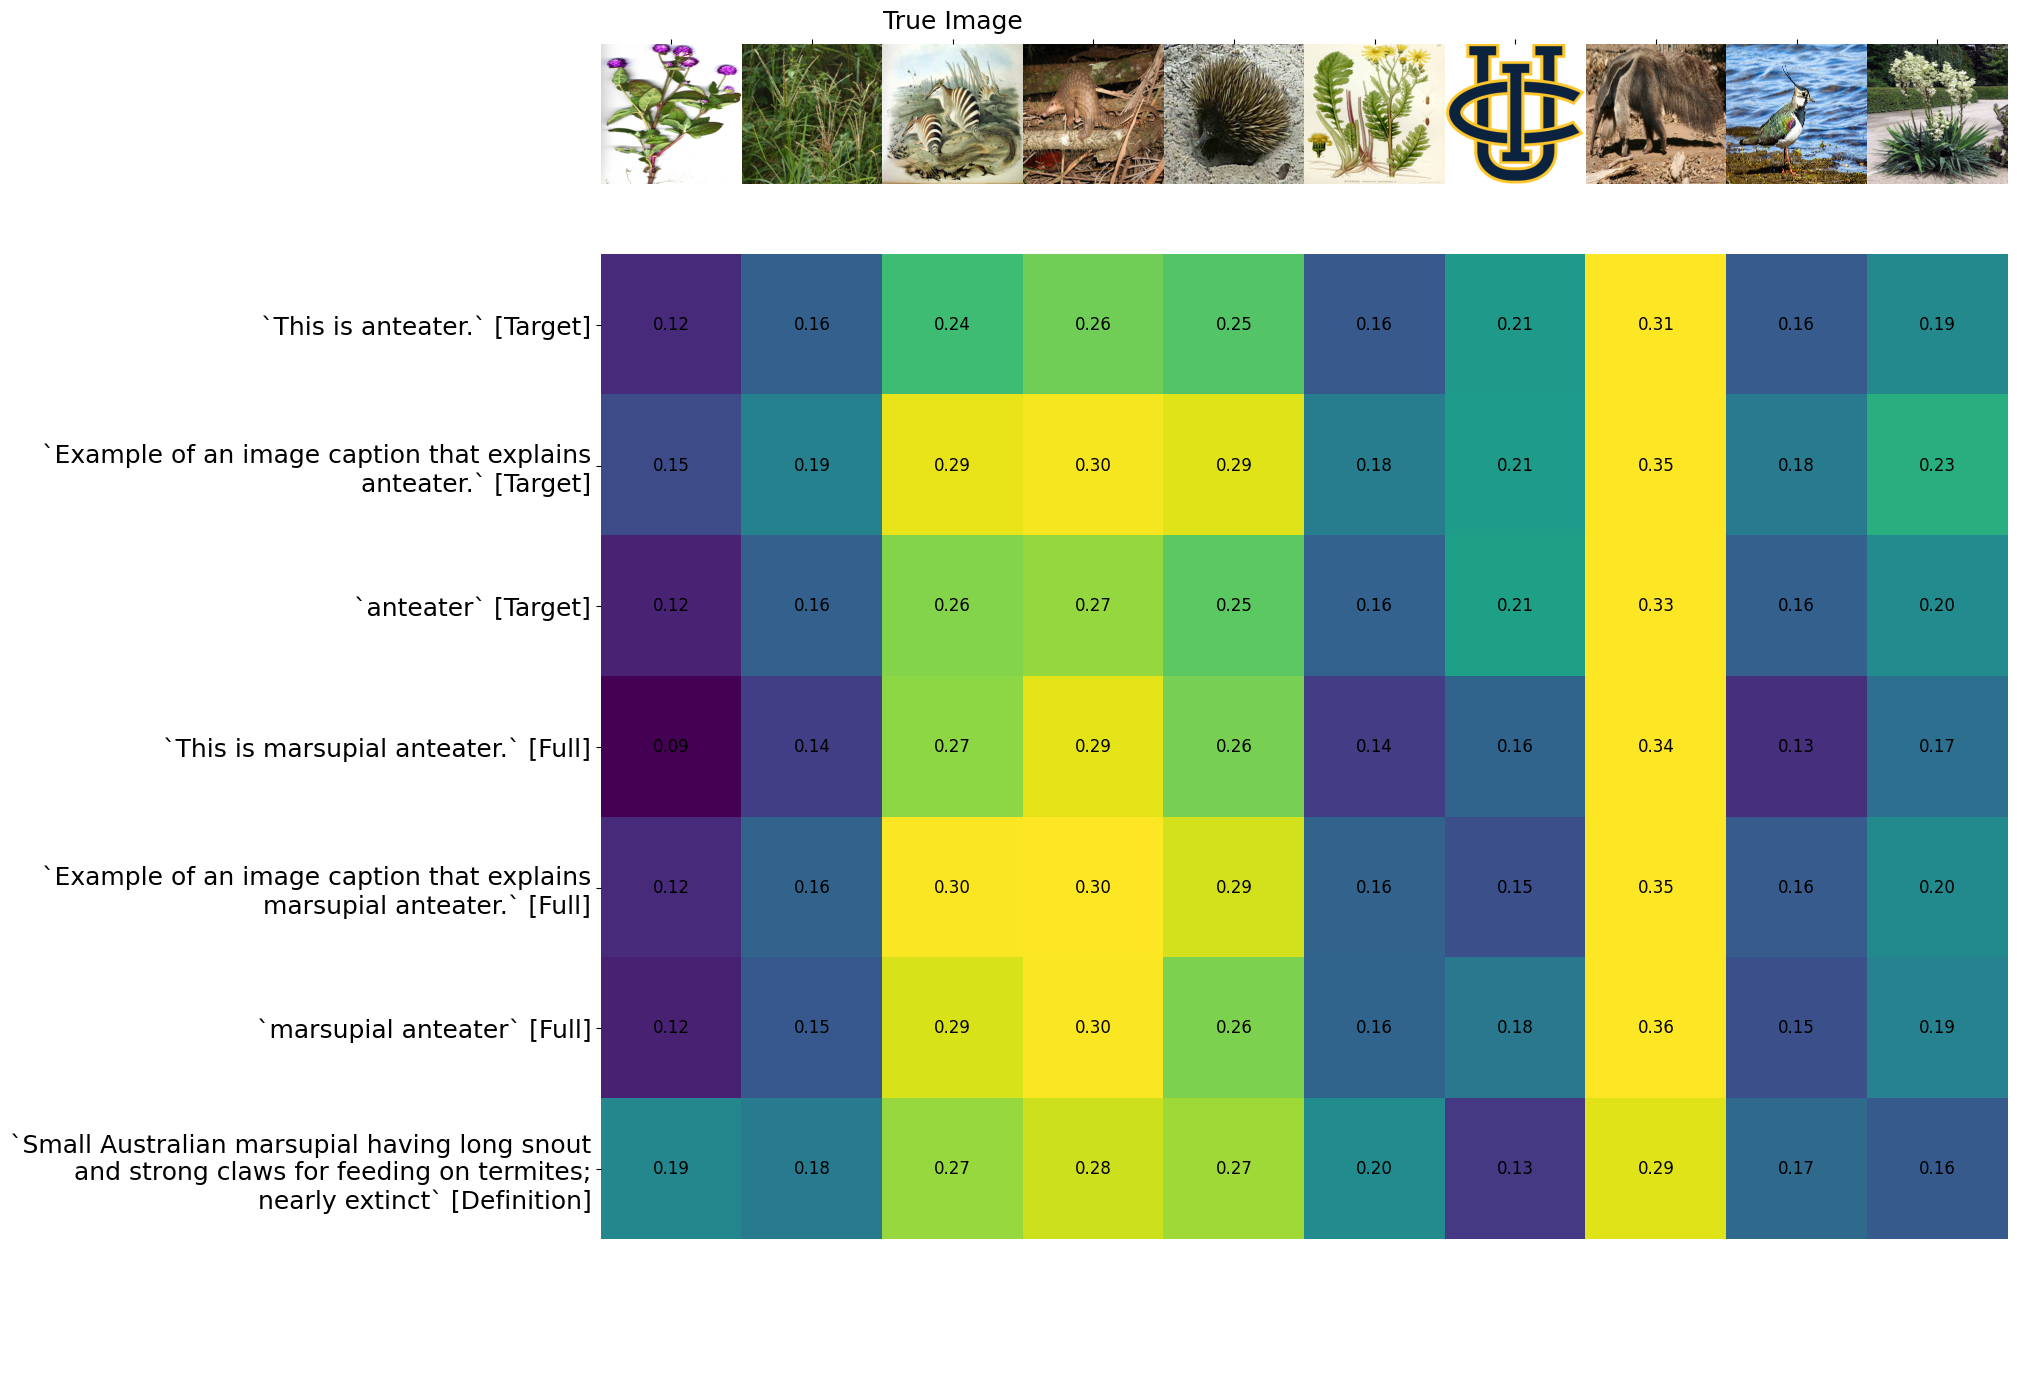 True Image
`This is anteater.` [Target]
0.12 0.16 0.24 0.26 0.25 0.16 0.21 0.31 0.16 0.19
`Example of an image caption that explains
anteater.` [Target]
0.15 0.19 0.29 0.30 0.29 0.18 0.21 0.35 0.18 0.23
`anteater` [Target]
0.12 0.16 0.26 0.27 0.25 0.16 0.21 0.33 0.16 0.20
`This is marsupial anteater.` [Full]
0.09 0.14 0.27 0.29 0.26 0.14 0.16 0.34 0.13 0.17
`Example of an image caption that explains
marsupial anteater.` [Full]
0.12 0.16 0.30 0.30 0.29 0.16 0.15 0.35 0.16 0.20
`marsupial anteater` [Full]
0.12 0.15 0.29 0.30 0.26 0.16 0.18 0.36 0.15 0.19
`Small Australian marsupial having long snout
and strong claws for feeding on termites;
nearly extinct` [Definition]
0.19 0.18 0.27 0.28 0.27 0.20 0.13 0.29 0.17 0.16